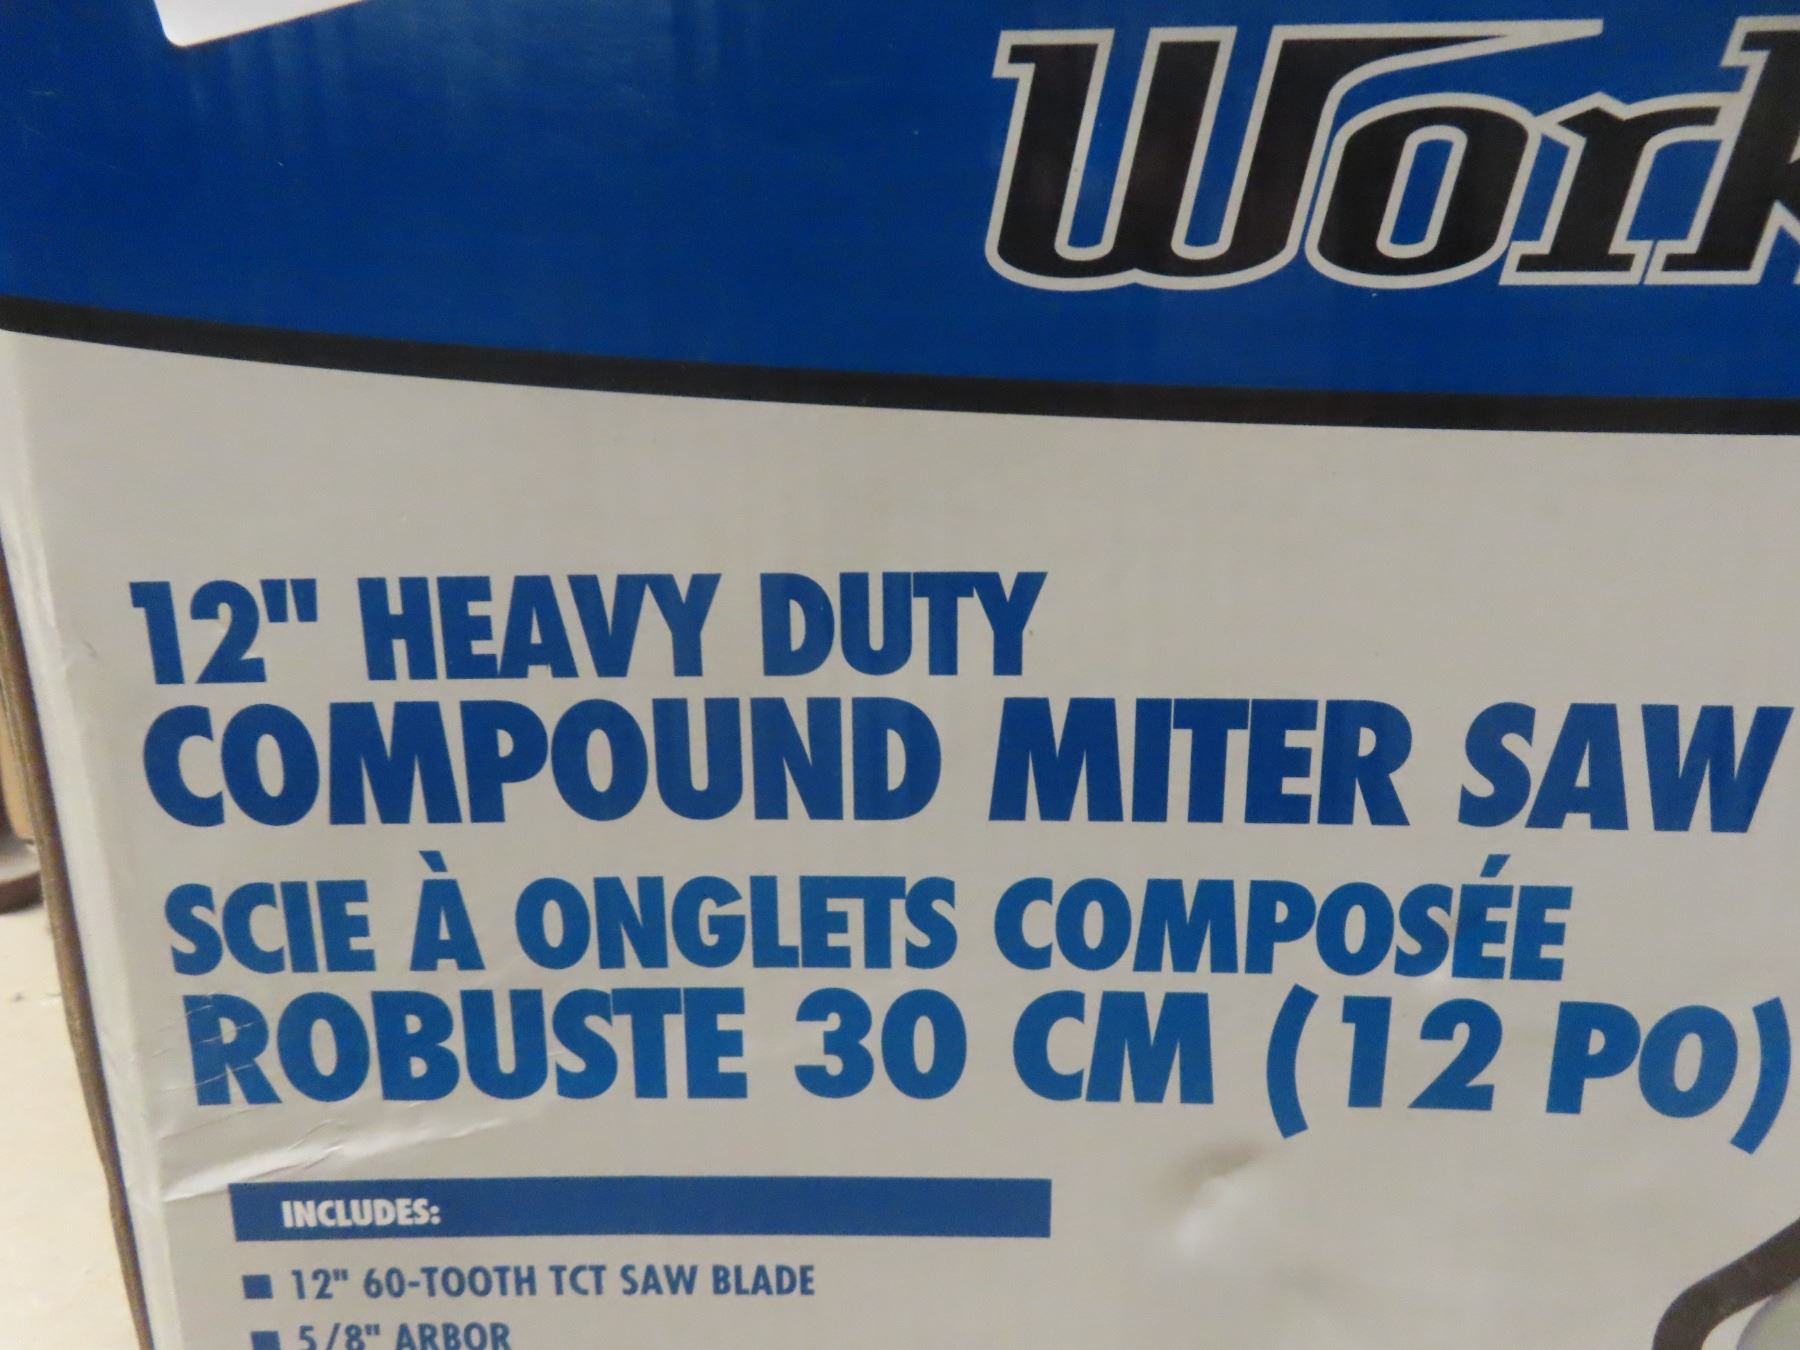 Work
12" HEAVY DUTY
COMPOUND MITER SAW
SCIE À ONGLETS COMPOSÉE
ROBUSTE 30 CM (12 PO)
INCLUDES:
12" 60-TOOTH TCT SAW BLADE
5/8" ARBOR